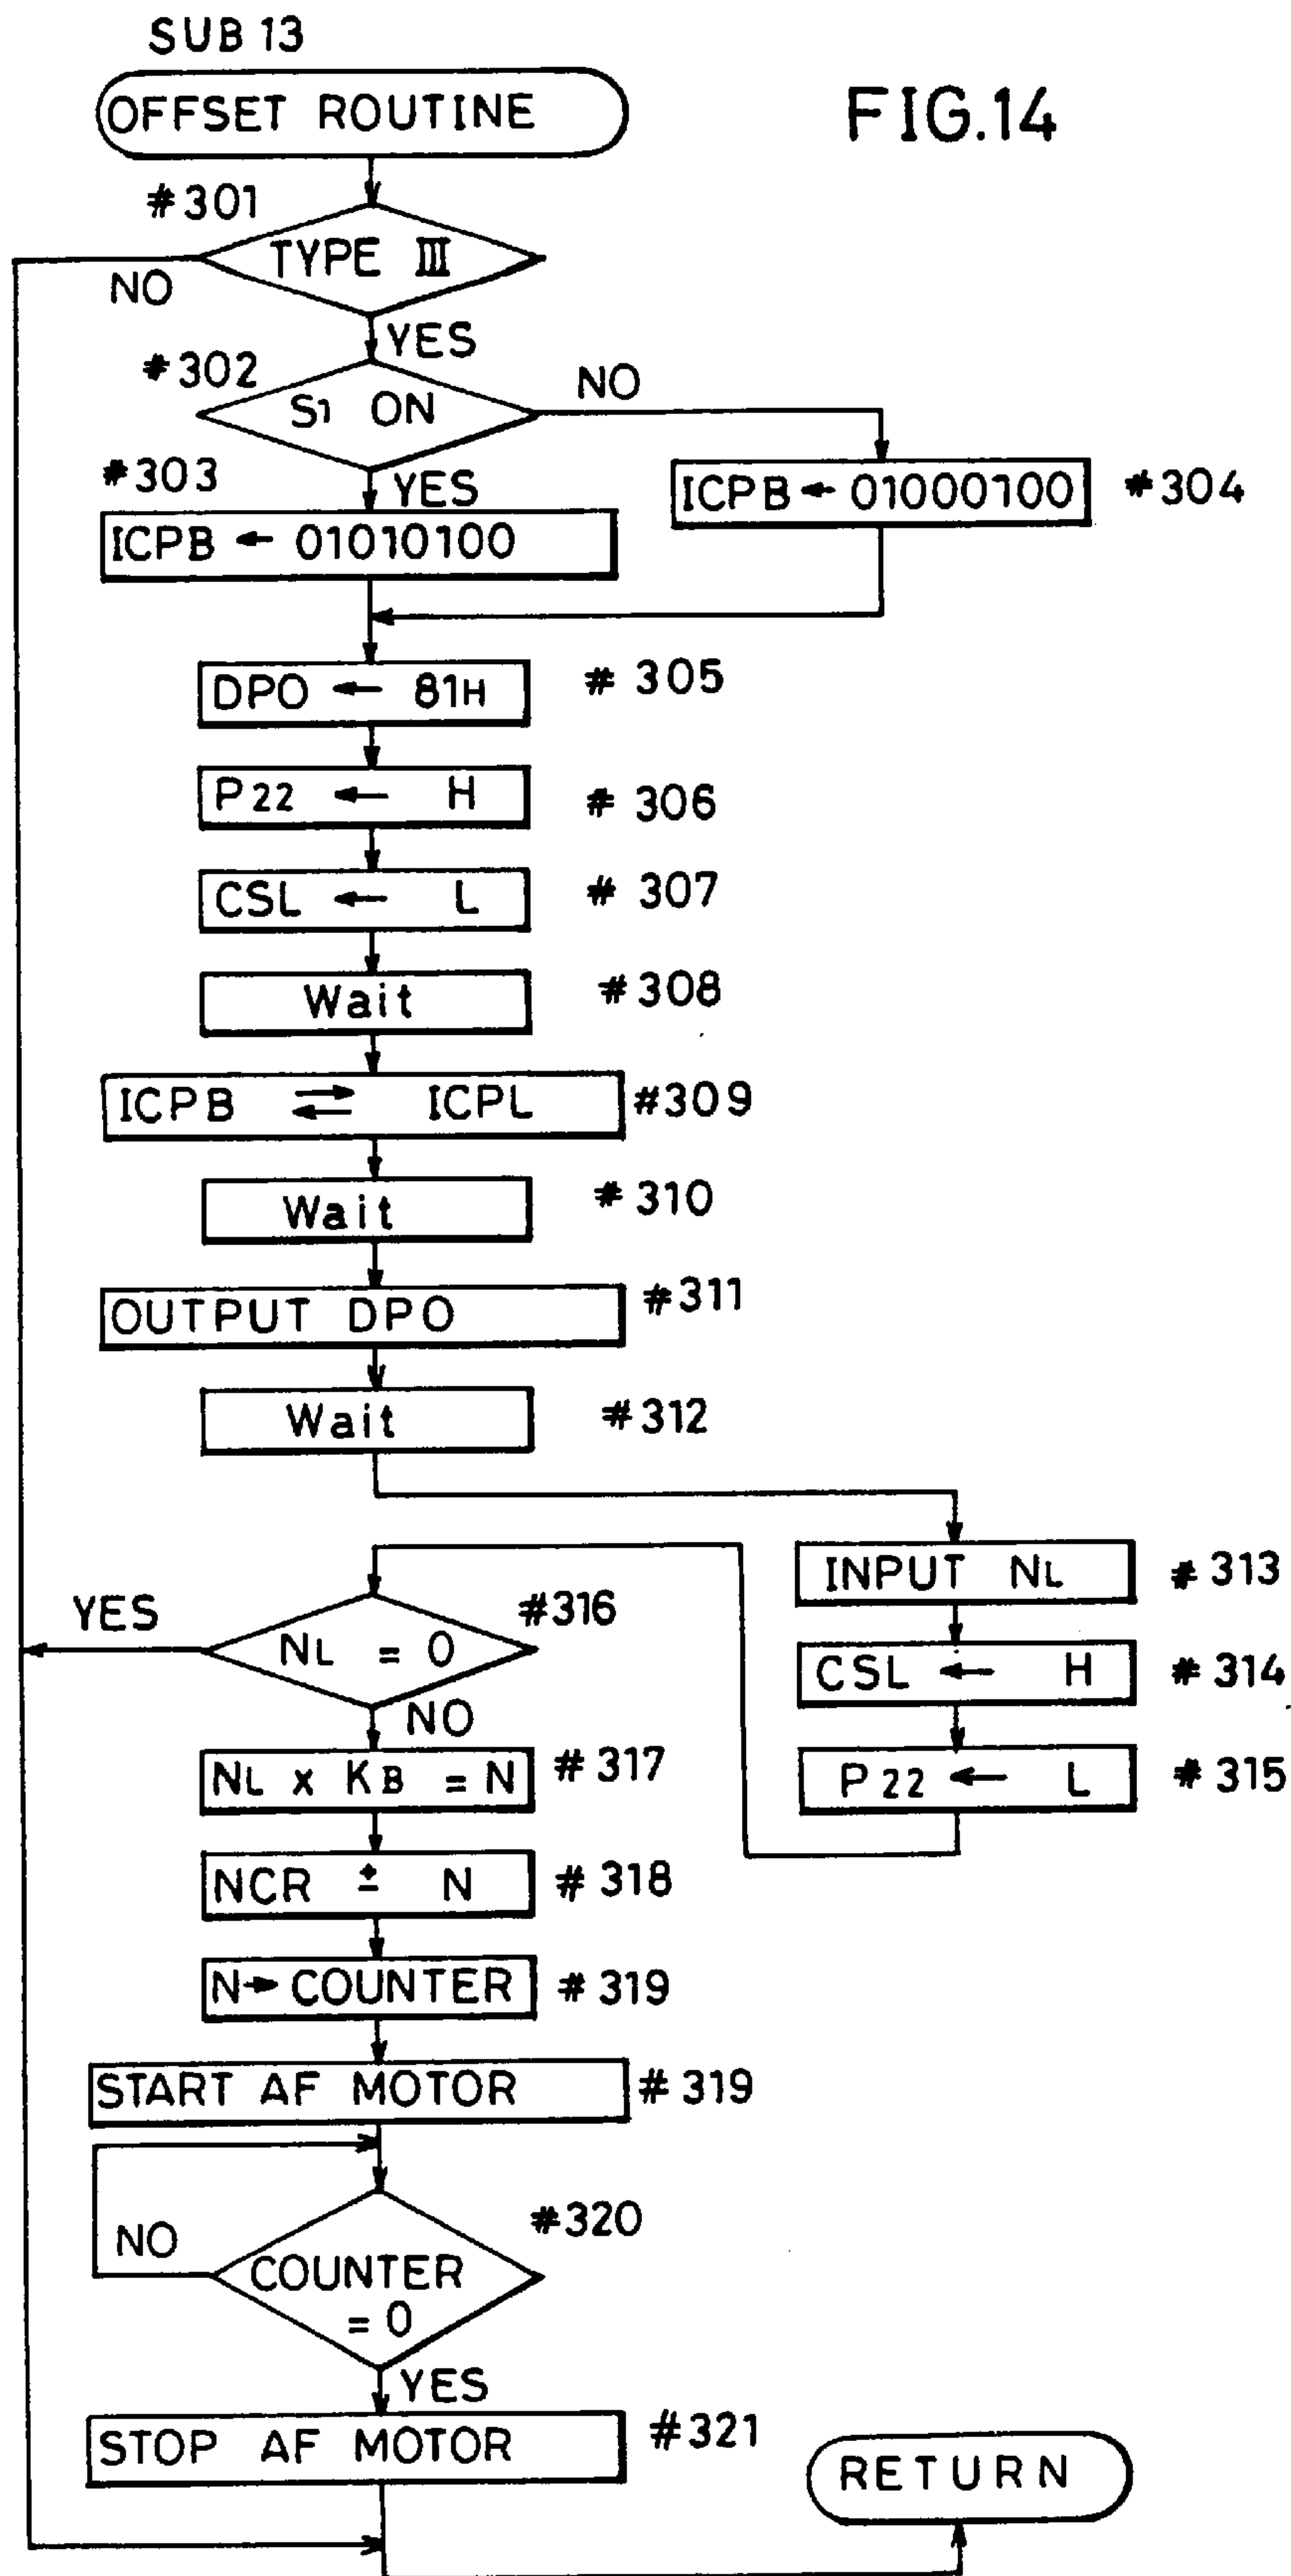 SUB 13
OFFSET ROUTINE
FIG.14
#301
TYPE III
NO
YES
#302
S1 ON
NO
#303
YES
ICPB ← 01000100
#304
ICPB ← 01010100
DPO ← 81H
# 305
P22 ← H
# 306
CSL ← L
# 307
Wait
#308
ICPB ⇄ ICPL
#309
Wait
#310
OUTPUT DPO
#311
Wait
#312
INPUT NL
#313
CSL ← H
#314
P22 ← L
#315
YES
#316
NL = 0
NO
NL x KB = N
#317
NCR ± N
#318
N→ COUNTER
#319
START AF MOTOR
#319
NO
#320
COUNTER
= 0
YES
STOP AF MOTOR
#321
RETURN